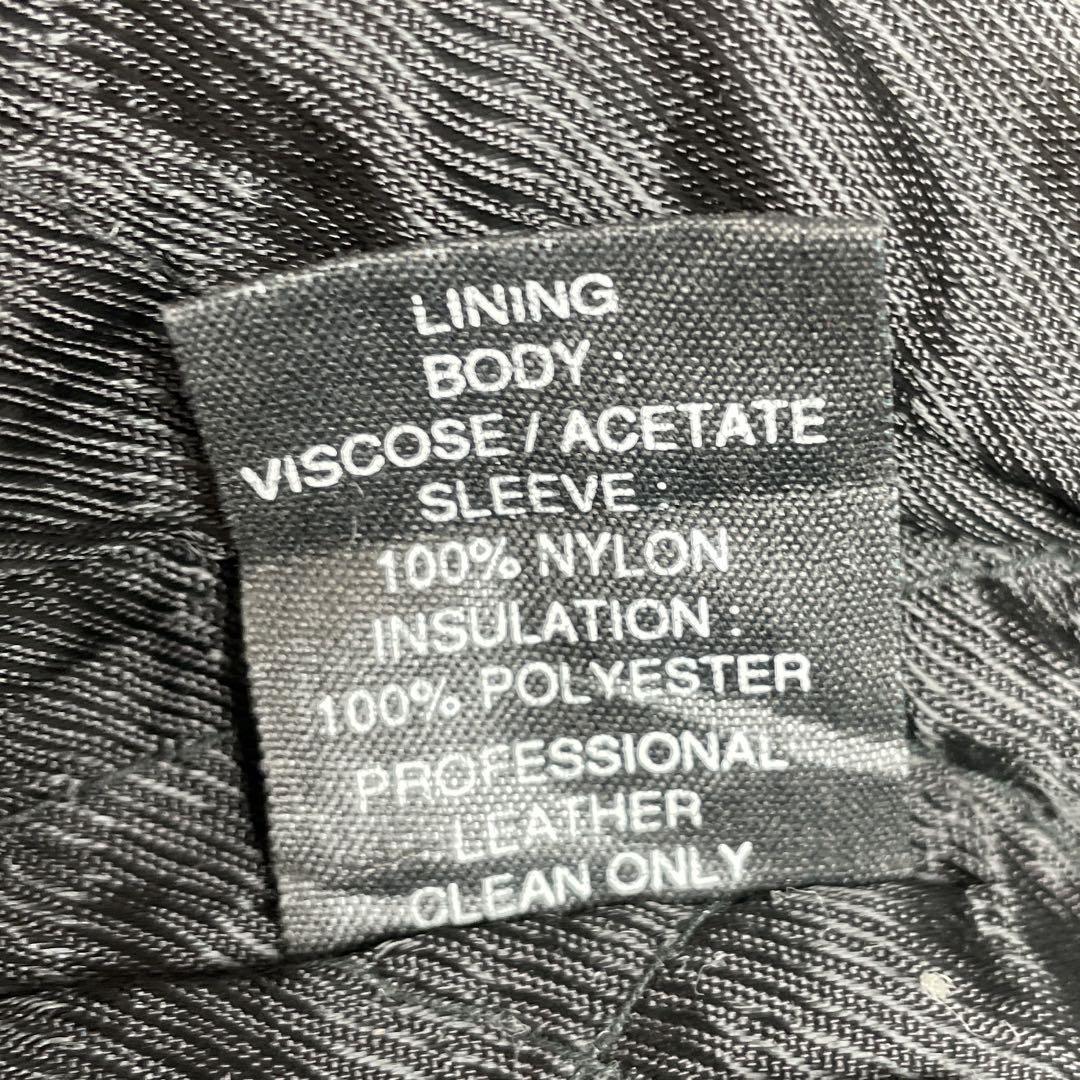 LINING
BODY :
VISCOSE / ACETATE
SLEEVE :
100% NYLON
INSULATION :
100% POLYESTER
PROFESSIONAL
LEATHER
CLEAN ONLY